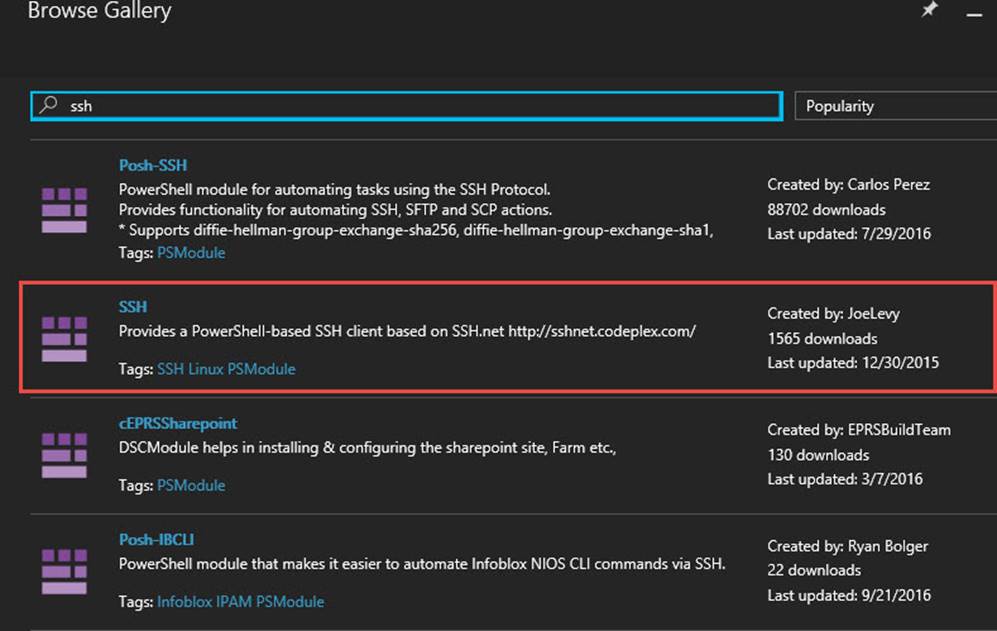 Browse Gallery
ssh
Popularity
Posh-SSH
PowerShell module for automating tasks using the SSH Protocol.
Provides functionality for automating SSH, SFTP and SCP actions.
* Supports diffie-hellman-group-exchange-sha256, diffie-hellman-group-exchange-sha1,
Tags: PSModule
Created by: Carlos Perez
88702 downloads
Last updated: 7/29/2016
SSH
Provides a PowerShell-based SSH client based on SSH.net http://sshnet.codeplex.com/
Tags: SSH Linux PSModule
Created by: JoeLevy
1565 downloads
Last updated: 12/30/2015
cEPRSSharepoint
DSCModule helps in installing & configuring the sharepoint site, Farm etc.,
Tags: PSModule
Created by: EPRSBuildTeam
130 downloads
Last updated: 3/7/2016
Posh-IBCLI
PowerShell module that makes it easier to automate Infoblox NIOS CLI commands via SSH.
Tags: Infoblox IPAM PSModule
Created by: Ryan Bolger
22 downloads
Last updated: 9/21/2016